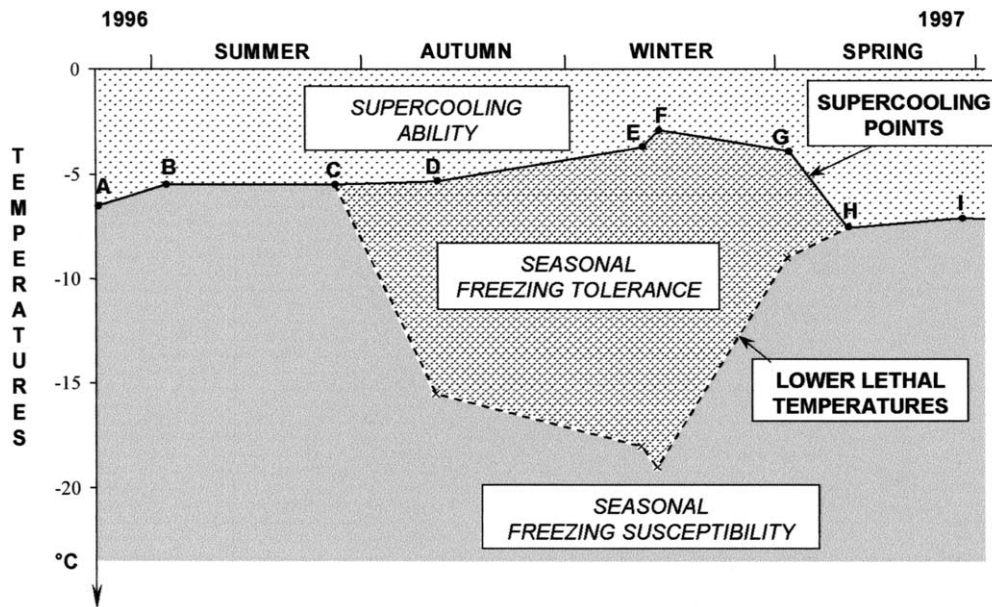 1996 1997
SUMMER AUTUMN WINTER SPRING
0
SUPERCOOLING
ABILITY
SUPERCOOLING
POINTS
A B C D E F G H I
-5
-10
-15
-20
°C
TEMPERATURES
SEASONAL
FREEZING TOLERANCE
LOWER LETHAL
TEMPERATURES
SEASONAL
FREEZING SUSCEPTIBILITY